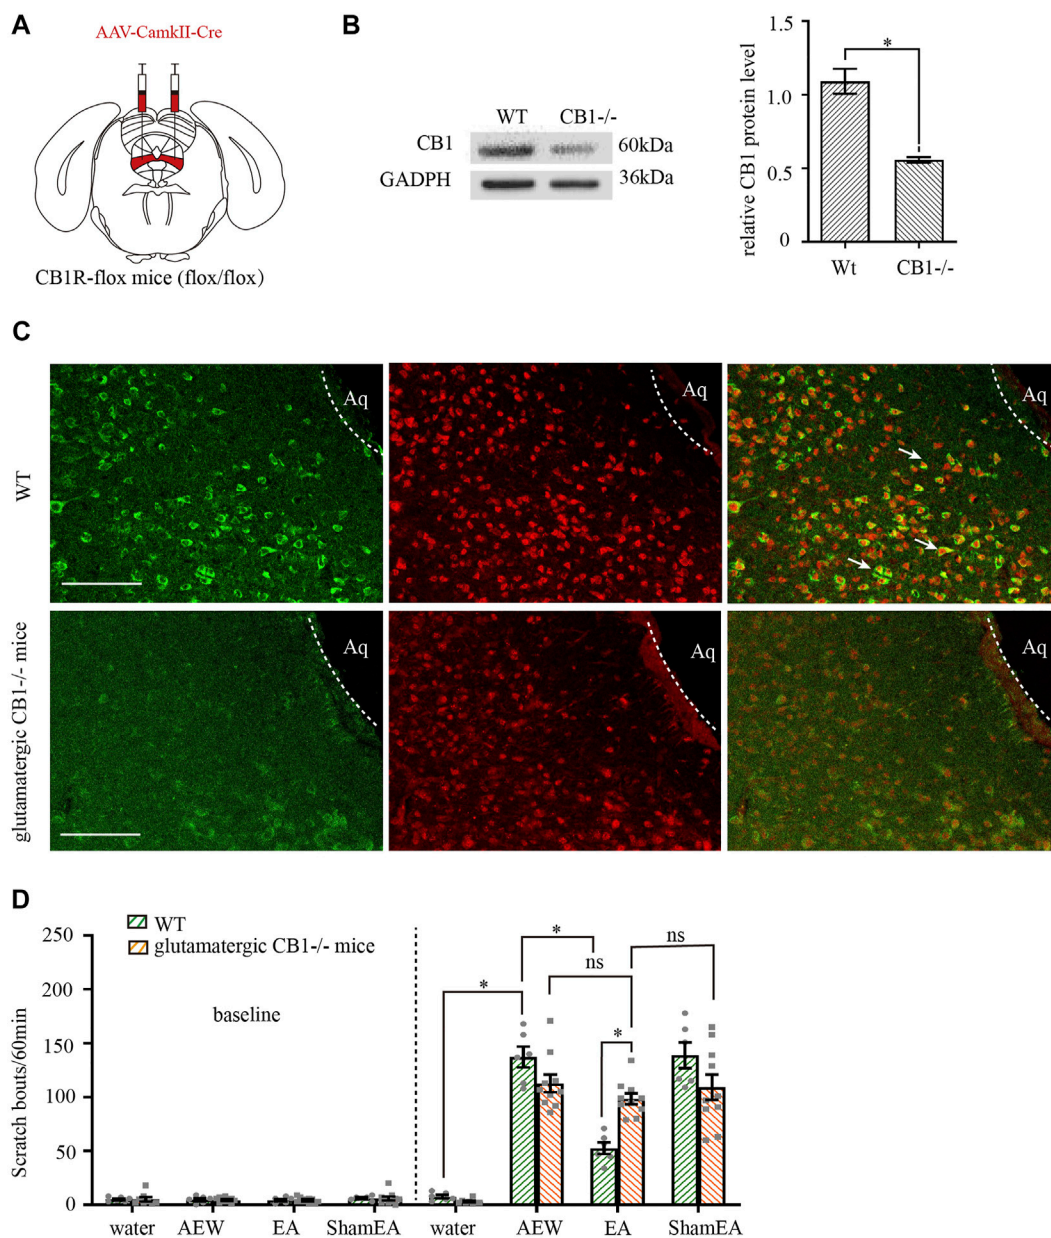 A
AAV-CamkII-Cre
CB1R-flox mice (flox/flox)
B
WT CB1-/-
CB1 60kDa
GADPH 36kDa
relative CB1 protein level
1.5
1.0
0.5
0
*
Wt CB1-/-
C
WT
Aq
Aq
Aq
glutamatergic CB1-/- mice
Aq
Aq
Aq
D
WT
glutamatergic CB1-/- mice
Scratch bouts/60min
250
200
150
100
50
0
baseline
*
*
ns
*
ns
water AEW EA ShamEA water AEW EA ShamEA